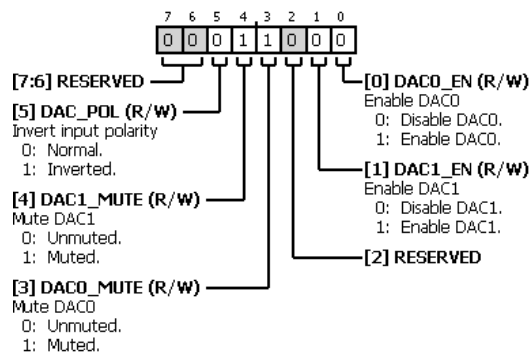 7 6 5 4 3 2 1 0
0 0 0 1 1 0 0 0
[7:6] RESERVED
[5] DAC_POL (R/W)
Invert input polarity
0: Normal.
1: Inverted.
[4] DAC1_MUTE (R/W)
Mute DAC1
0: Unmuted.
1: Muted.
[3] DAC0_MUTE (R/W)
Mute DAC0
0: Unmuted.
1: Muted.
[0] DAC0_EN (R/W)
Enable DAC0
0: Disable DAC0.
1: Enable DAC0.
[1] DAC1_EN (R/W)
Enable DAC1
0: Disable DAC1.
1: Enable DAC1.
[2] RESERVED